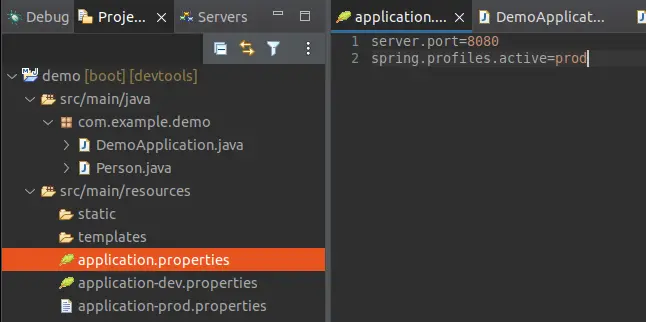 Debug
Proje...
Servers
demo [boot] [devtools]
src/main/java
com.example.demo
DemoApplication.java
Person.java
src/main/resources
static
templates
application.properties
application-dev.properties
application-prod.properties
application....
DemoApplicat...
1 server.port=8080
2 spring.profiles.active=prod